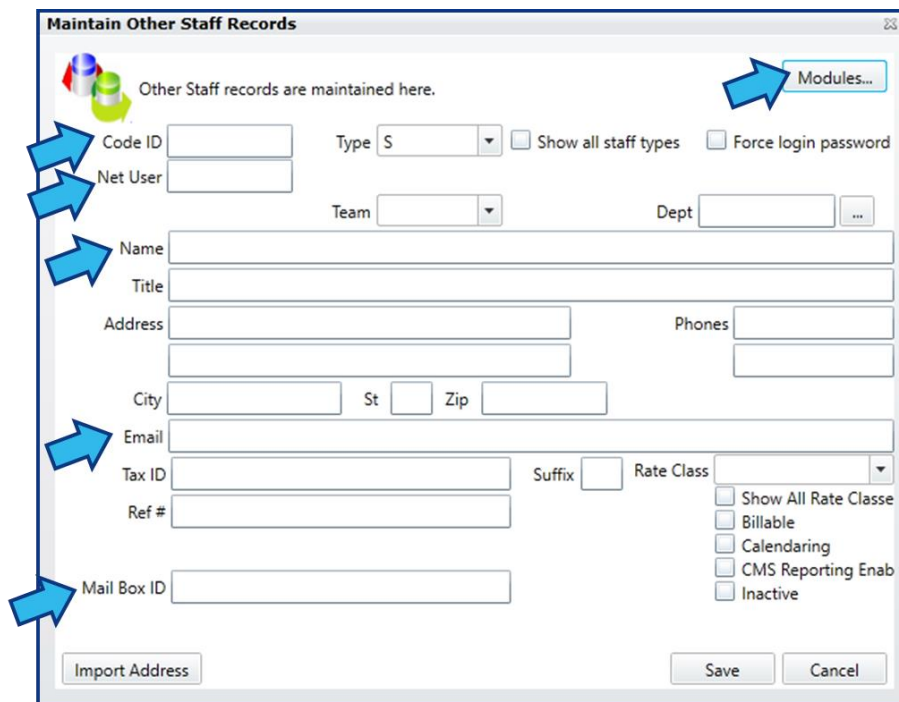 Maintain Other Staff Records
Other Staff records are maintained here.
Modules...
Code ID
Type S
Show all staff types
Force login password
Net User
Team
Dept
...
Name
Title
Address
Phones
City
St
Zip
Email
Tax ID
Suffix
Rate Class
Show All Rate Classe
Ref #
Billable
Calendaring
CMS Reporting Enab
Mail Box ID
Inactive
Import Address
Save
Cancel